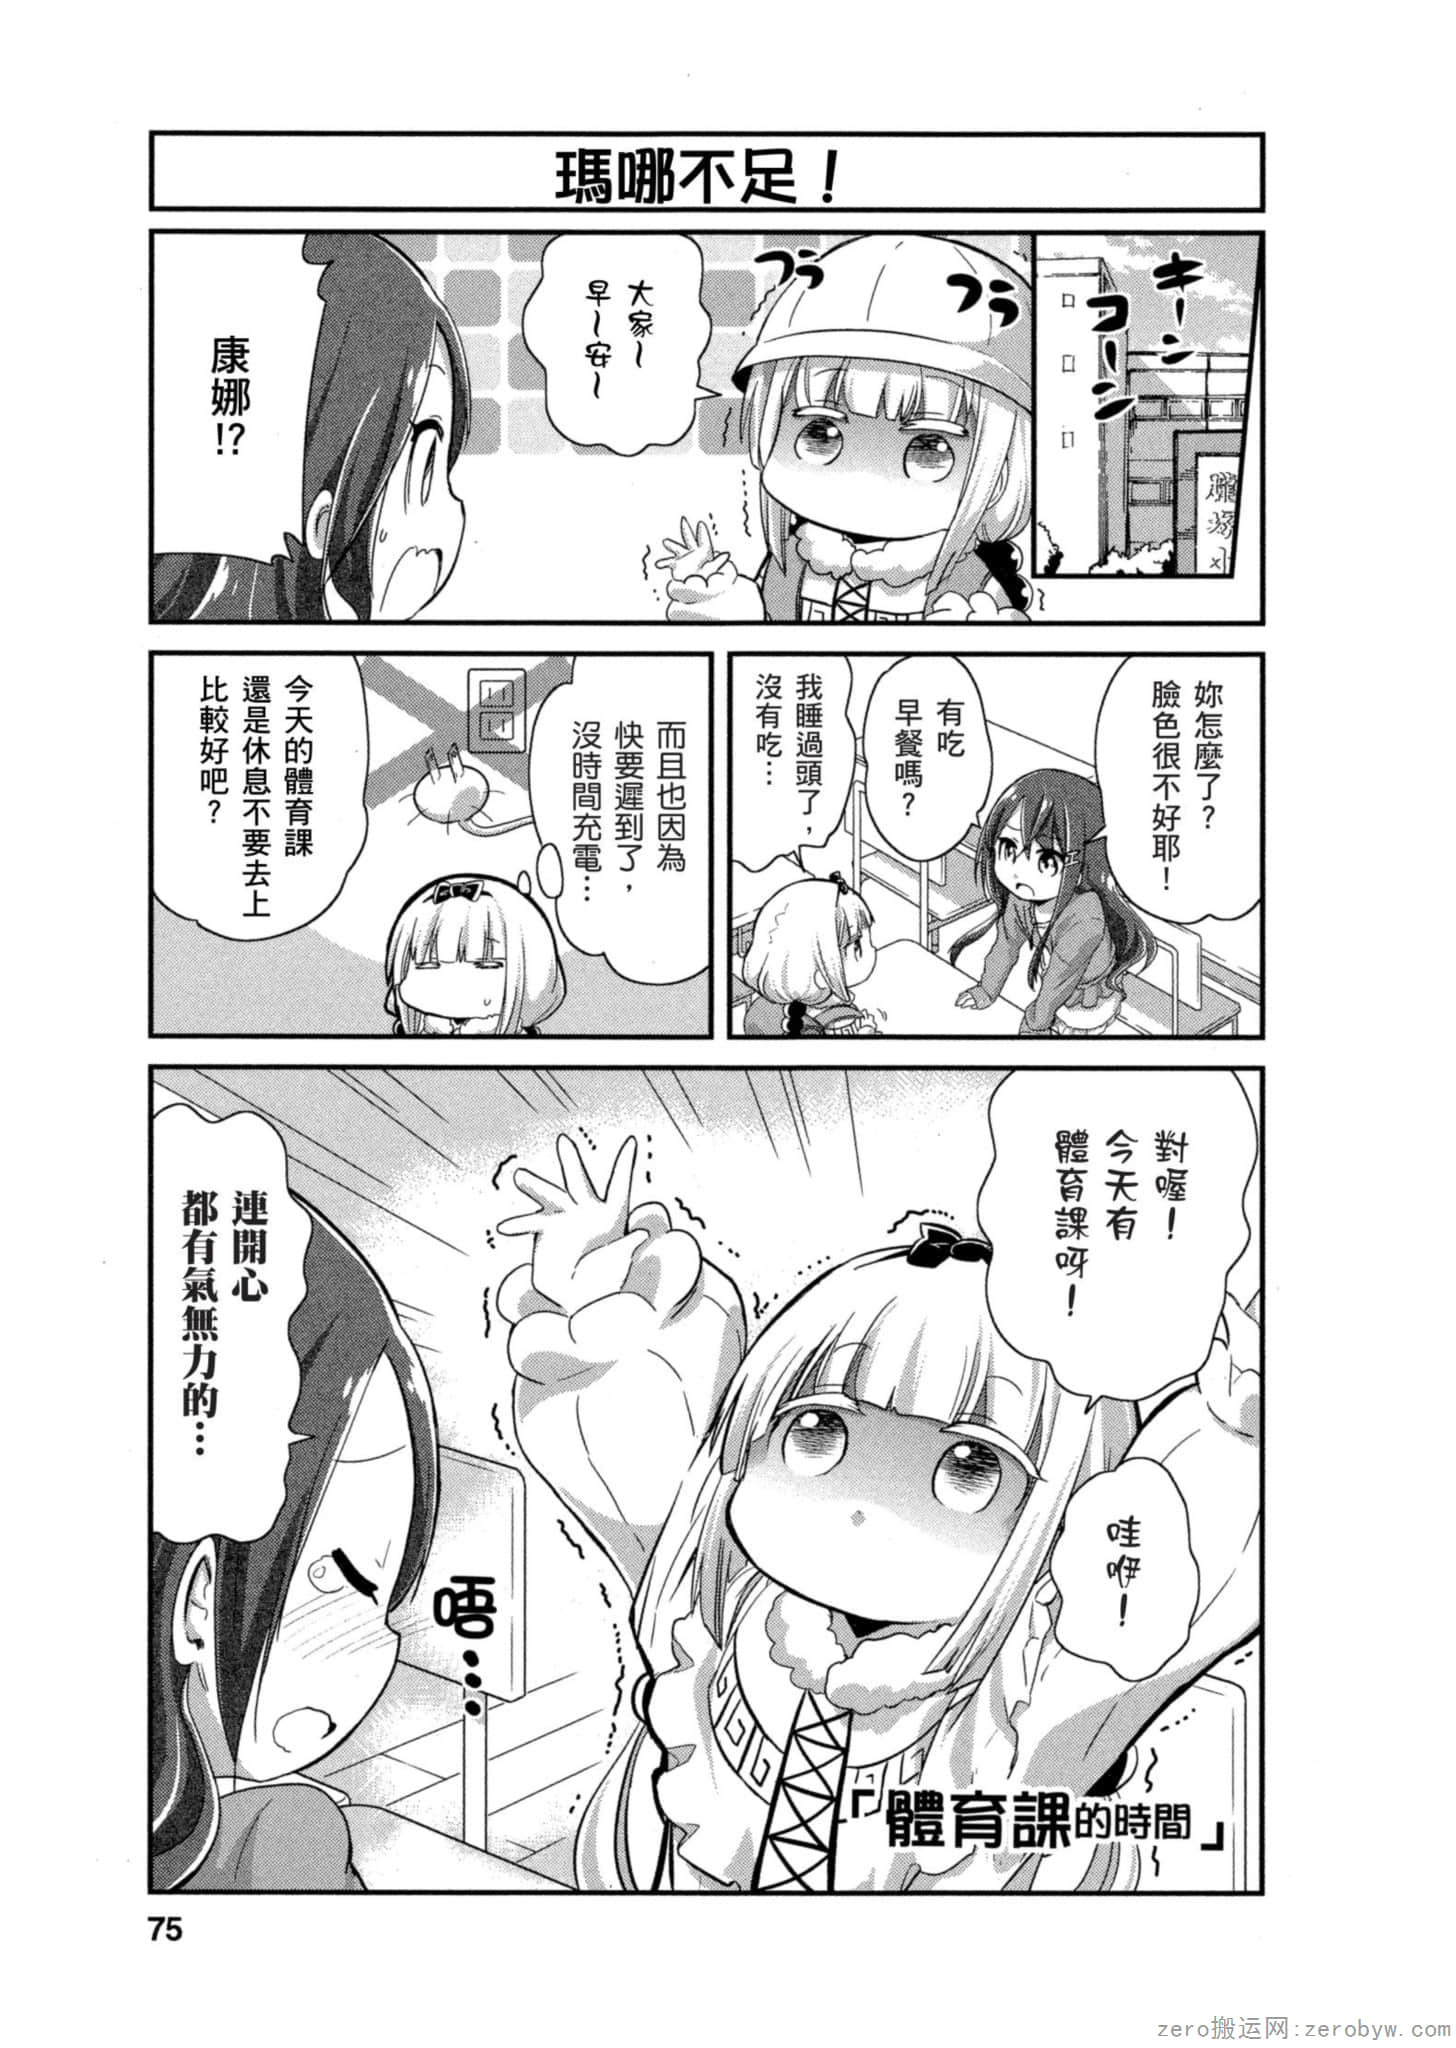 瑪哪不足！
キーン
コーン
フラ
フラ
大家～
早～安～
康娜!?
妳怎麼了？
臉色很不好耶！
有吃
早餐嗎？
我睡過頭了，
沒有吃…
而且也因為
快要遲到了，
沒時間充電…
今天的體育課
還是休息不要去上
比較好吧？
對喔！
今天有
體育課呀！
哇咿！
連開心
都有氣無力的…
唔…
「體育課的時間」
75
zero搬运网:zerobyw.com